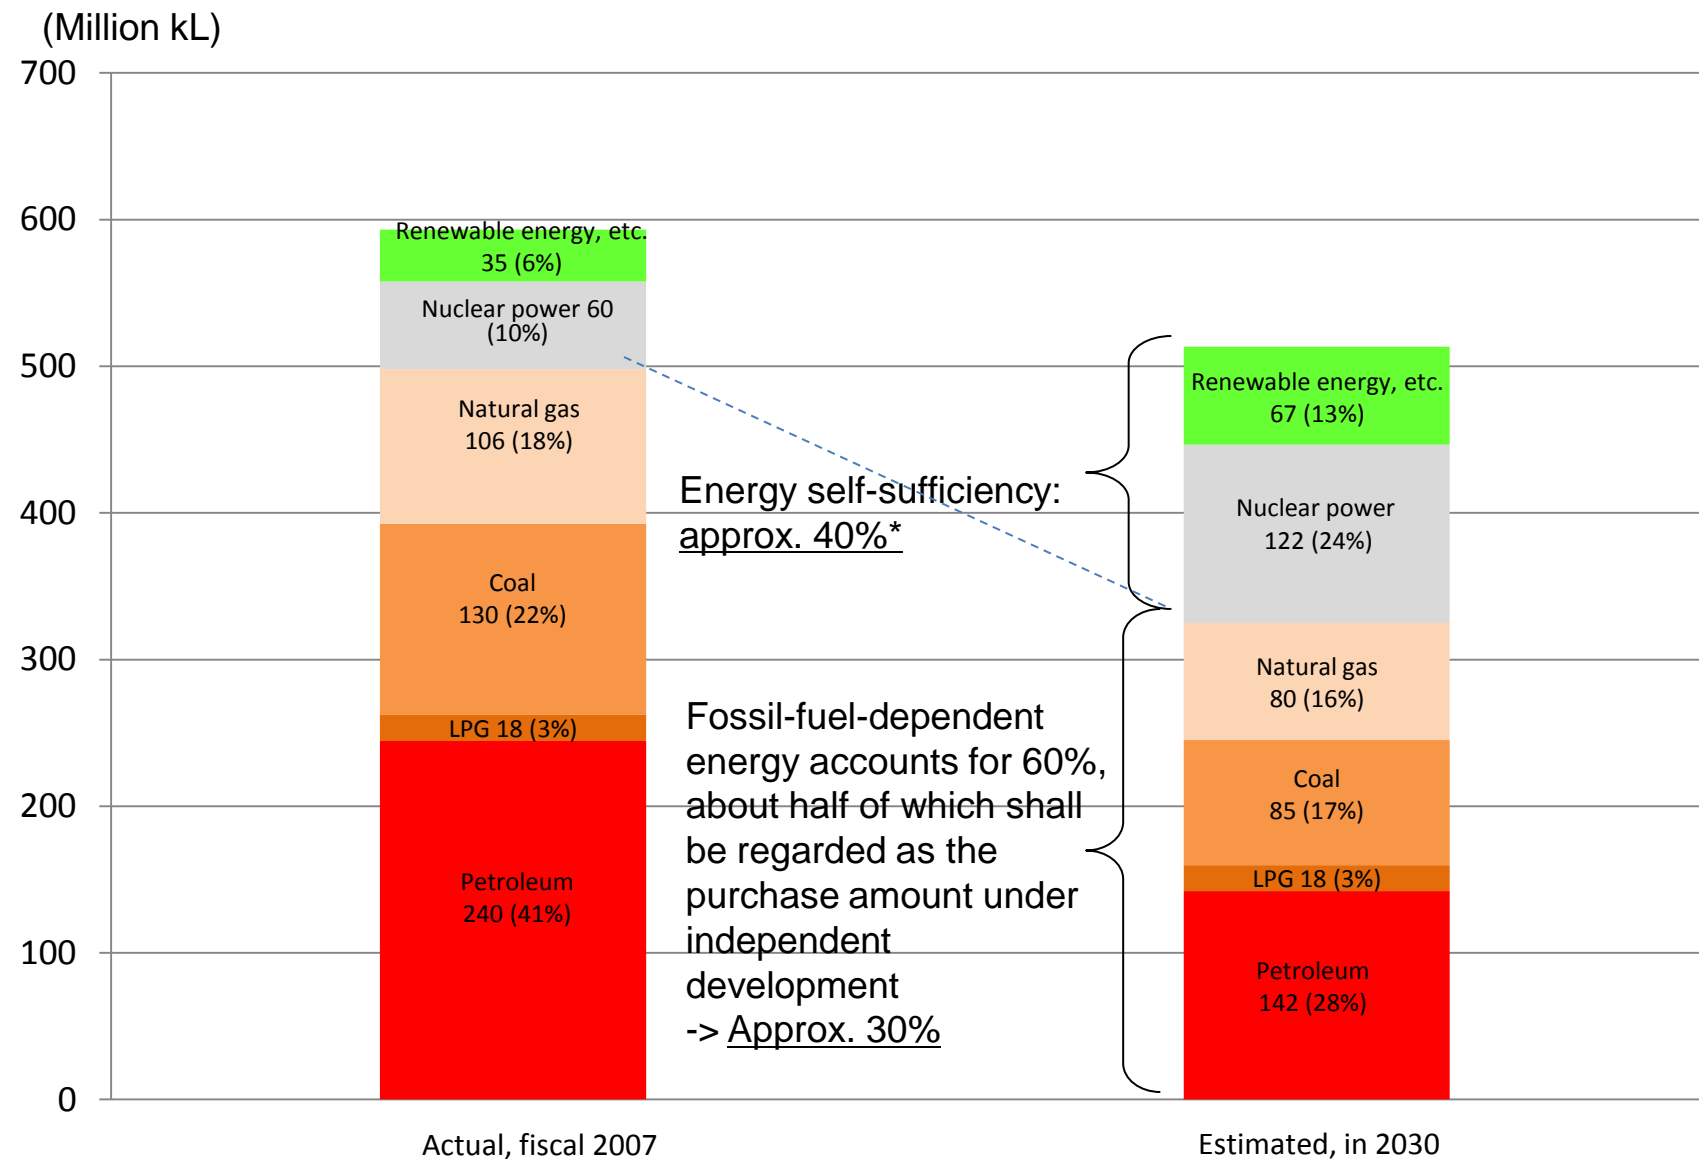 (Million kL)
700
600
500
400
300
200
100
0
Renewable energy, etc.
35 (6%)
Nuclear power 60
(10%)
Natural gas
106 (18%)
Coal
130 (22%)
LPG 18 (3%)
Petroleum
240 (41%)
Actual, fiscal 2007
Energy self-sufficiency:
approx. 40%*
Fossil-fuel-dependent
energy accounts for 60%,
about half of which shall
be regarded as the
purchase amount under
independent
development
-> Approx. 30%
Renewable energy, etc.
67 (13%)
Nuclear power
122 (24%)
Natural gas
80 (16%)
Coal
85 (17%)
LPG 18 (3%)
Petroleum
142 (28%)
Estimated, in 2030